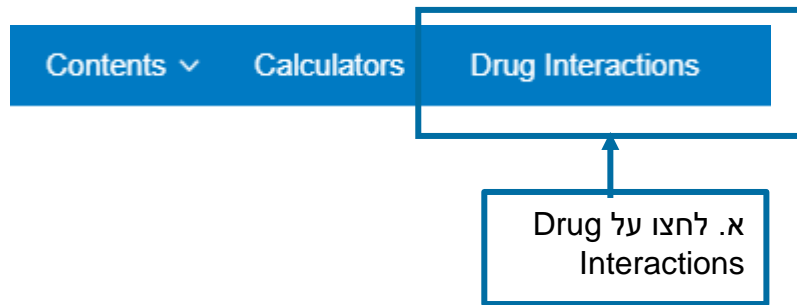 Contents Calculators Drug Interactions
א. לחצו על Drug
Interactions